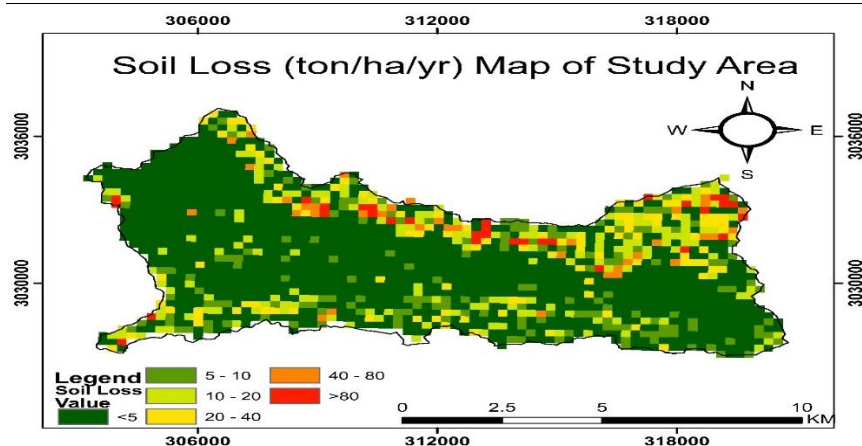 306000 312000 318000
Soil Loss (ton/ha/yr) Map of Study Area
N
W E
S
3036000 3036000
3030000 3030000
Legend
Soil Loss
Value
<5
5 - 10
10 - 20
20 - 40
40 - 80
>80
0 2.5 5 10
KM
306000 312000 318000